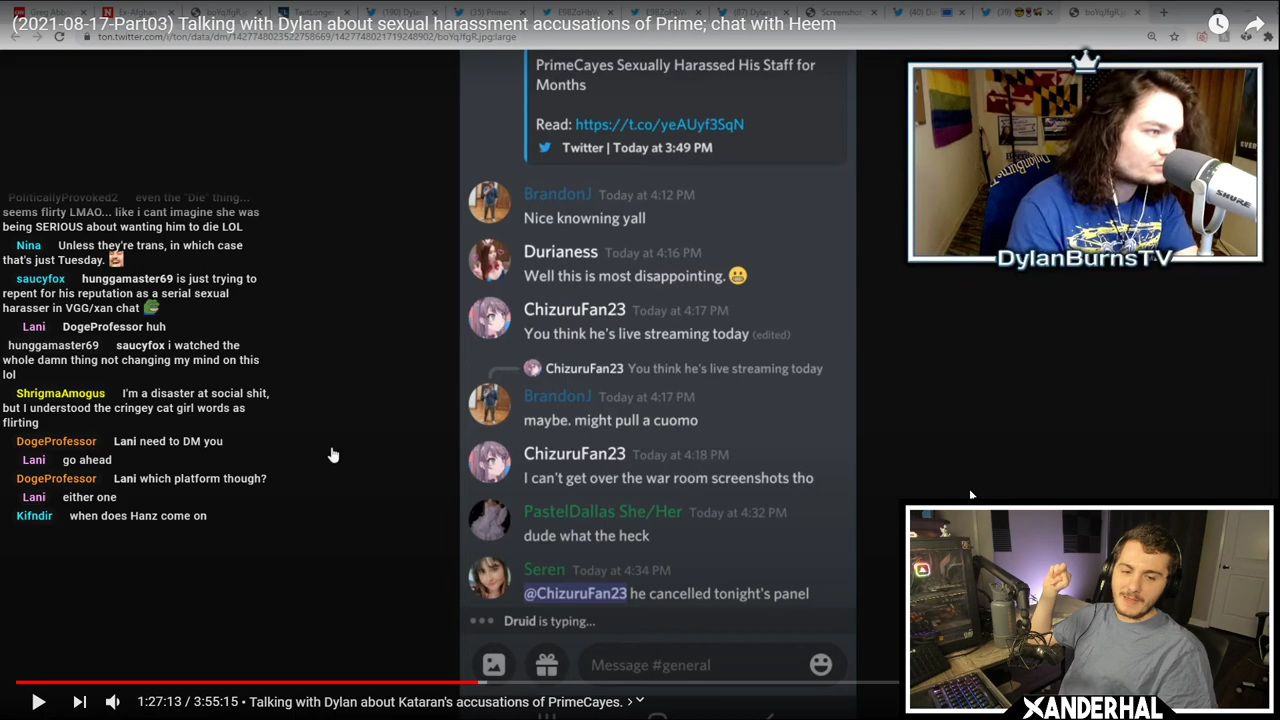 (2021-08-17-Part03) Talking with Dylan about sexual harassment accusations of Prime; chat with Heem
ton.twitter.com/i/ton/data/dm/1427748023522758669/1427748021719248902/boYqJfgR.jpg:large
PrimeCayes Sexually Harassed His Staff for
Months
Read: https://t.co/yeAUyf3SqN
Twitter | Today at 3:49 PM
BrandonJ Today at 4:12 PM
Nice knowning yall
Durianess Today at 4:16 PM
Well this is most disappointing.
ChizuruFan23 Today at 4:17 PM
You think he's live streaming today (edited)
ChizuruFan23 You think he's live streaming today
BrandonJ Today at 4:17 PM
maybe. might pull a cuomo
ChizuruFan23 Today at 4:18 PM
I can't get over the war room screenshots tho
PastelDallas She/Her Today at 4:32 PM
dude what the heck
Seren Today at 4:34 PM
@ChizuruFan23 he cancelled tonight's panel
Druid is typing...
Message #general
PoliticallyProvoked2 even the "Die" thing...
seems flirty LMAO... like i cant imagine she was
being SERIOUS about wanting him to die LOL
Nina Unless they're trans, in which case
that's just Tuesday.
saucyfox hunggamaster69 is just trying to
repent for his reputation as a serial sexual
harasser in VGG/xan chat
Lani DogeProfessor huh
hunggamaster69 saucyfox i watched the
whole damn thing not changing my mind on this
lol
ShrigmaAmogus I'm a disaster at social shit,
but I understood the cringey cat girl words as
flirting
DogeProfessor Lani need to DM you
Lani go ahead
DogeProfessor Lani which platform though?
Lani either one
Kifndir when does Hanz come on
SHURE
DylanBurnsTV
XANDERHAL
1:27:13 / 3:55:15 • Talking with Dylan about Kataran's accusations of PrimeCayes.